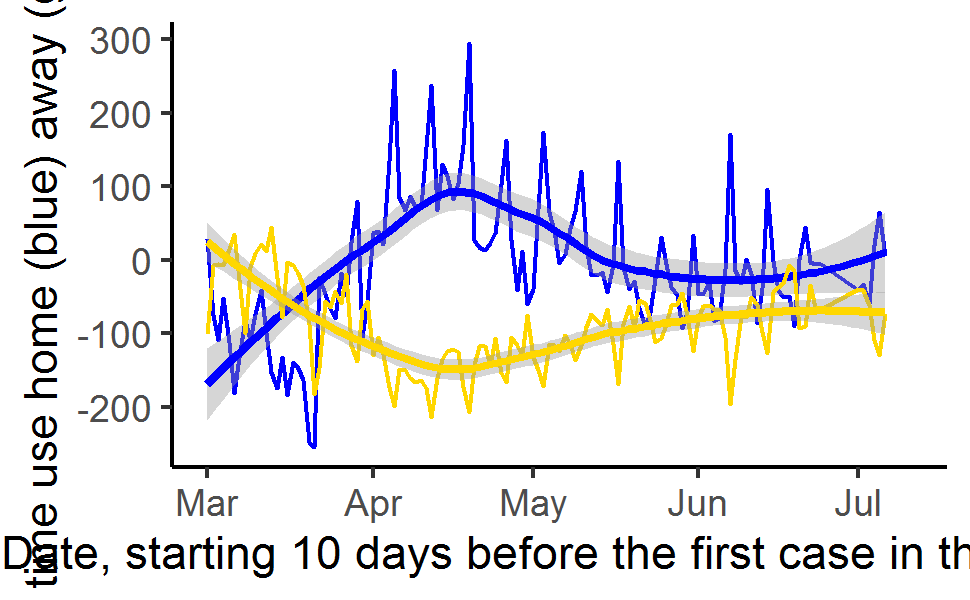 time use home (blue) away (
300
200
100
0
-100
-200
Mar Apr May Jun Jul
Date, starting 10 days before the first case in th